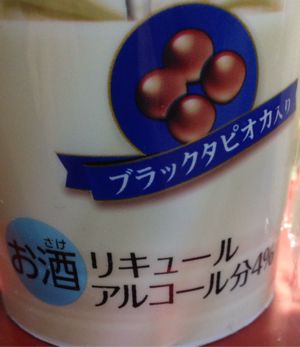 ブラックタピオカ入り
さけ
お酒
リキュール
アルコール分4%